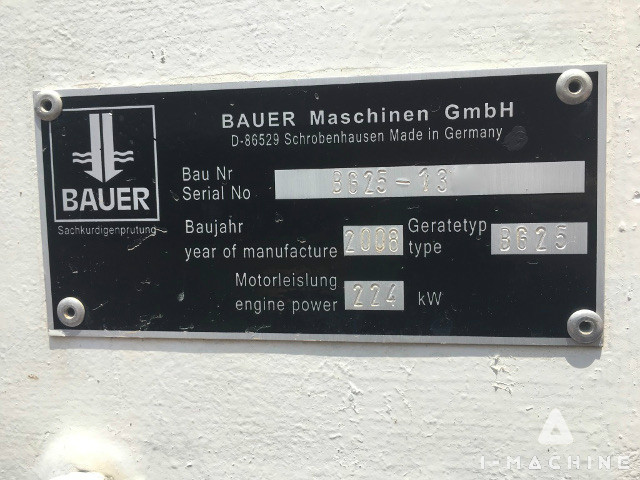 BAUER Maschinen GmbH
D-86529 Schrobenhausen Made in Germany
BAUER
Sachkurdigenprutung
Bau Nr
Serial No BG25-13
Baujahr
year of manufacture 2008
Geratetyp
type BG25
Motorleislung
engine power 224 kW
I-MACHINE